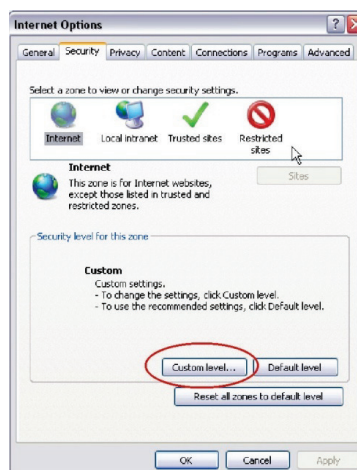 Internet Options
General Security Privacy Content Connections Programs Advanced
Select a zone to view or change security settings.
Internet Local intranet Trusted sites Restricted sites
Internet
This zone is for Internet websites,
except those listed in trusted and
restricted zones.
Sites
Security level for this zone
Custom
Custom settings.
- To change the settings, click Custom level.
- To use the recommended settings, click Default level.
Custom level... Default level
Reset all zones to default level
OK Cancel Apply